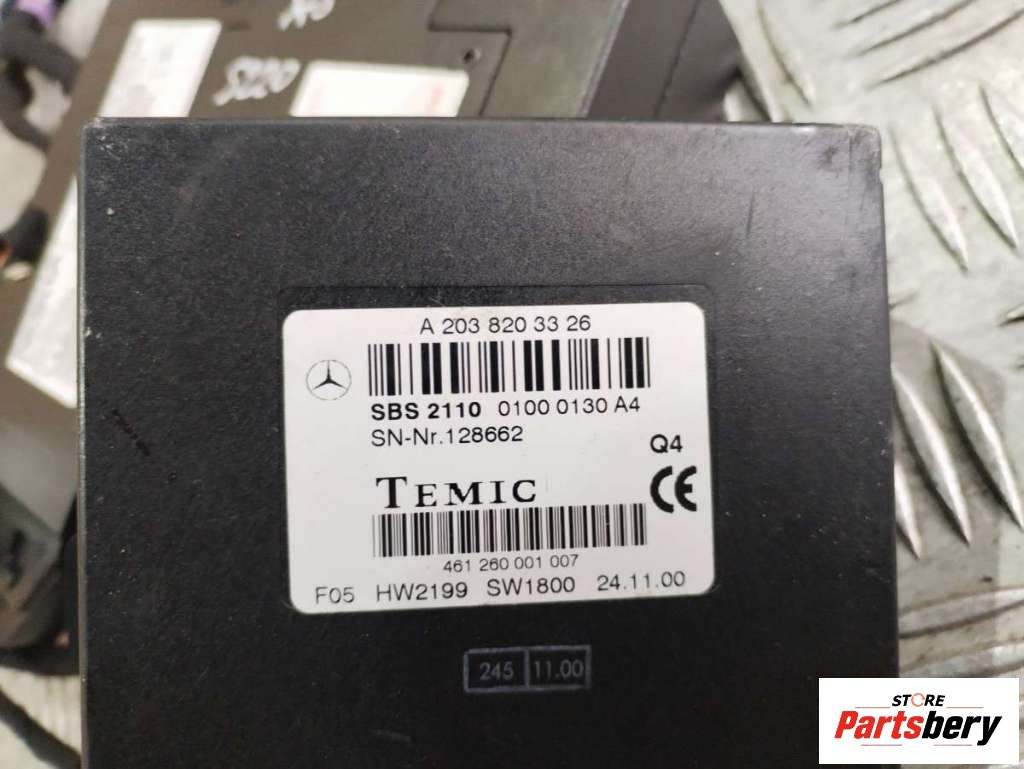 S220
A 203 820 33 26
SBS 2110 0100 0130 A4
SN-Nr.128662
Q4
TEMIC
CE
461 260 001 007
F05 HW2199 SW1800 24.11.00
245 11.00
STORE
Partsbery